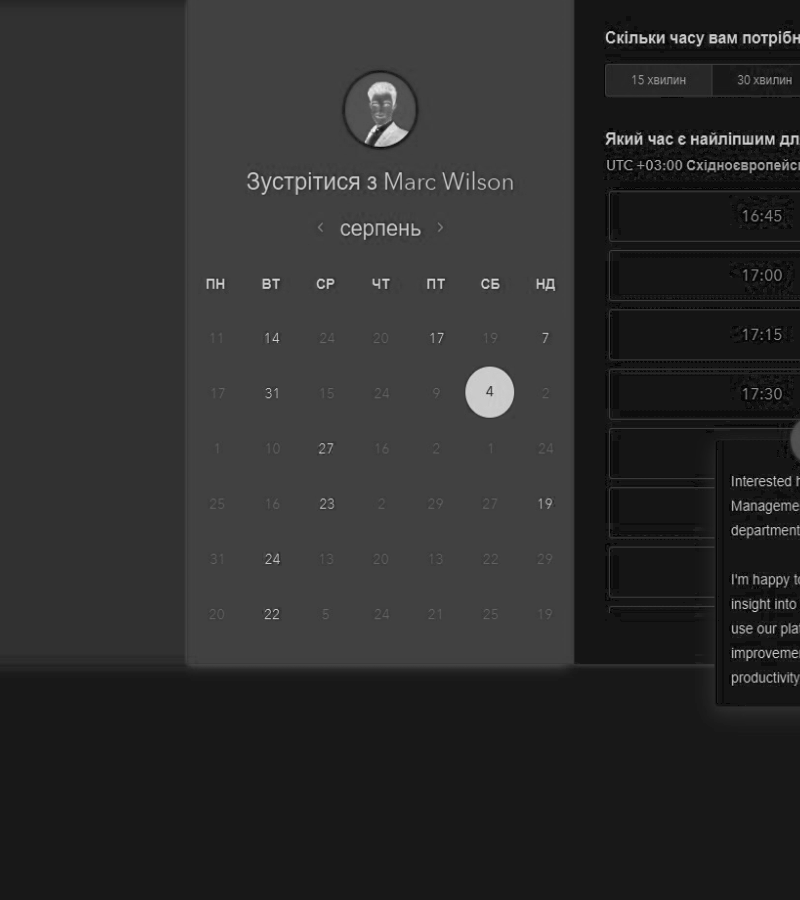 Зустрітися з Marc Wilson
‹ серпень ›
ПН ВТ СР ЧТ ПТ СБ НД
11 14 24 20 17 19 7
17 31 15 24 9 4 2
1 10 27 16 2 1 24
25 16 23 2 29 27 19
31 24 13 20 13 22 29
20 22 5 24 21 25 19
Скільки часу вам потрібн
15 хвилин 30 хвилин
Який час є найліпшим дл
UTC +03:00 Східноєвропейсь
16:45
17:00
17:15
17:30
Interested h
Manageme
department
I'm happy to
insight into
use our plat
improvemen
productivity